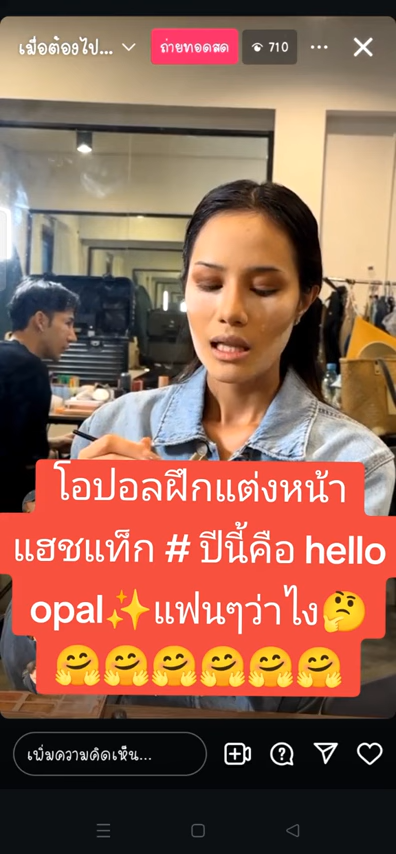 เมื่อต้องไป...
ถ่ายทอดสด
710
โอปอลฝึกแต่งหน้า
แฮชแท็ก # ปีนี้คือ hello
opal✨แฟนๆว่าไง🤔
🤗🤗🤗🤗🤗🤗
เพิ่มความคิดเห็น...